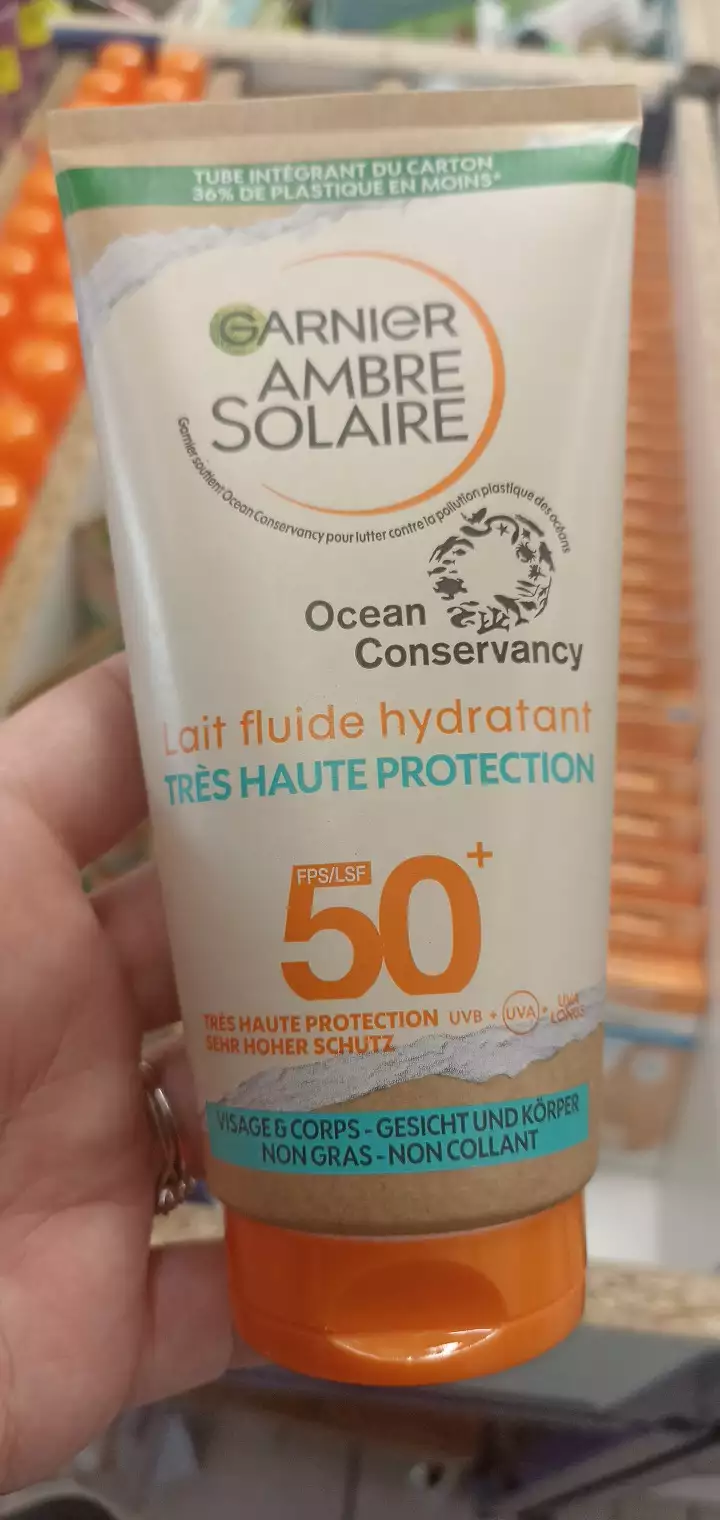 TUBE INTÉGRANT DU CARTON
36% DE PLASTIQUE EN MOINS*
GARNIER
AMBRE
SOLAIRE
Garnier soutient Ocean Conservancy pour lutter contre la pollution plastique des océans
Ocean
Conservancy
Lait fluide hydratant
TRÈS HAUTE PROTECTION
FPS/LSF
50+
TRÈS HAUTE PROTECTION UVB + UVA + UVA LONGS
SEHR HOHER SCHUTZ
VISAGE & CORPS - GESICHT UND KÖRPER
NON GRAS - NON COLLANT